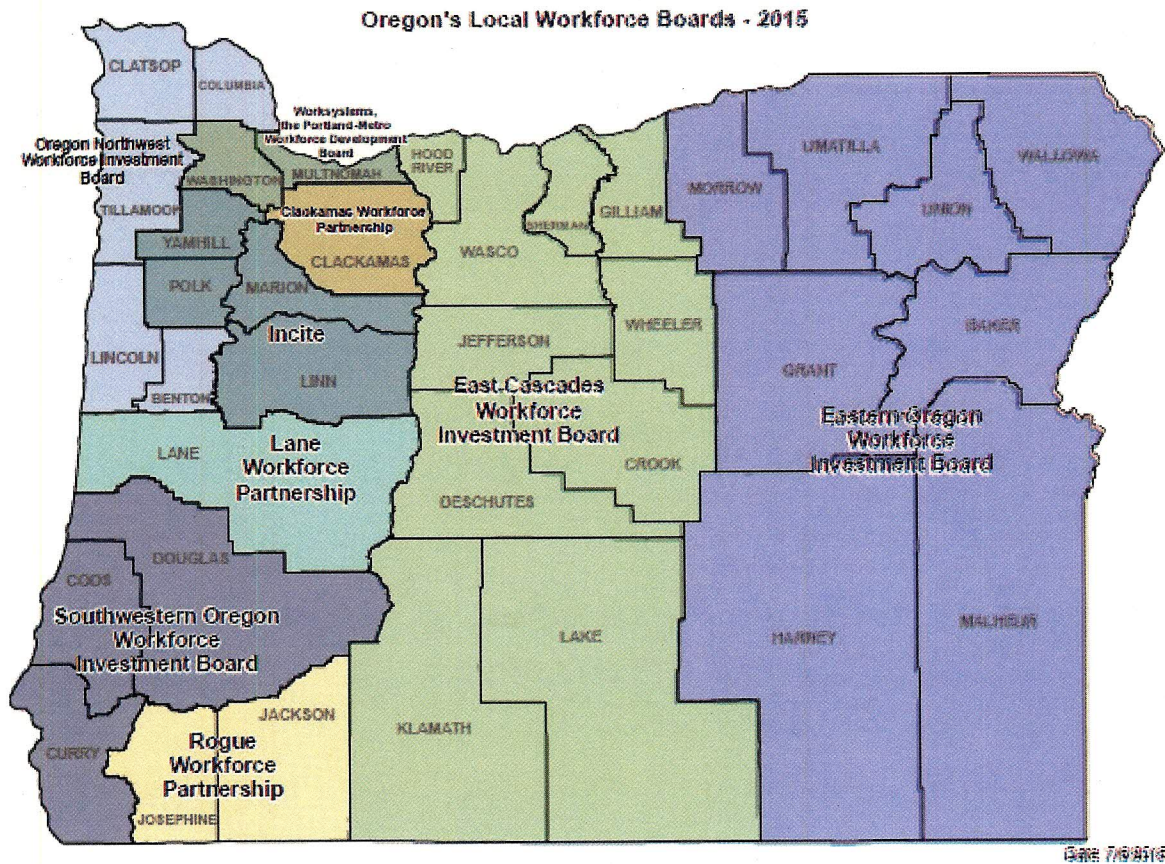 Oregon's Local Workforce Boards - 2015
CLATSOP
COLUMBIA
Worksystems,
the Portland-Metro
Workforce Development
Board
Oregon Northwest
Workforce Investment
Board
WASHINGTON
MULTNOMAH
HOOD
RIVER
UMATILLA
WALLOWA
MORROW
TILLAMOOK
Clackamas Workforce
Partnership
SHERMAN
GILLIAM
UNION
YAMHILL
CLACKAMAS
WASCO
POLK
MARION
Incite
LINCOLN
LINN
BENTON
JEFFERSON
WHEELER
GRANT
BAKER
East Cascades
Workforce
Investment Board
Eastern Oregon
Workforce
Investment Board
LANE
Lane
Workforce
Partnership
CROOK
DESCHUTES
DOUGLAS
COOS
Southwestern Oregon
Workforce
Investment Board
LAKE
HARNEY
MALHEUR
KLAMATH
JACKSON
CURRY
Rogue
Workforce
Partnership
JOSEPHINE
Date